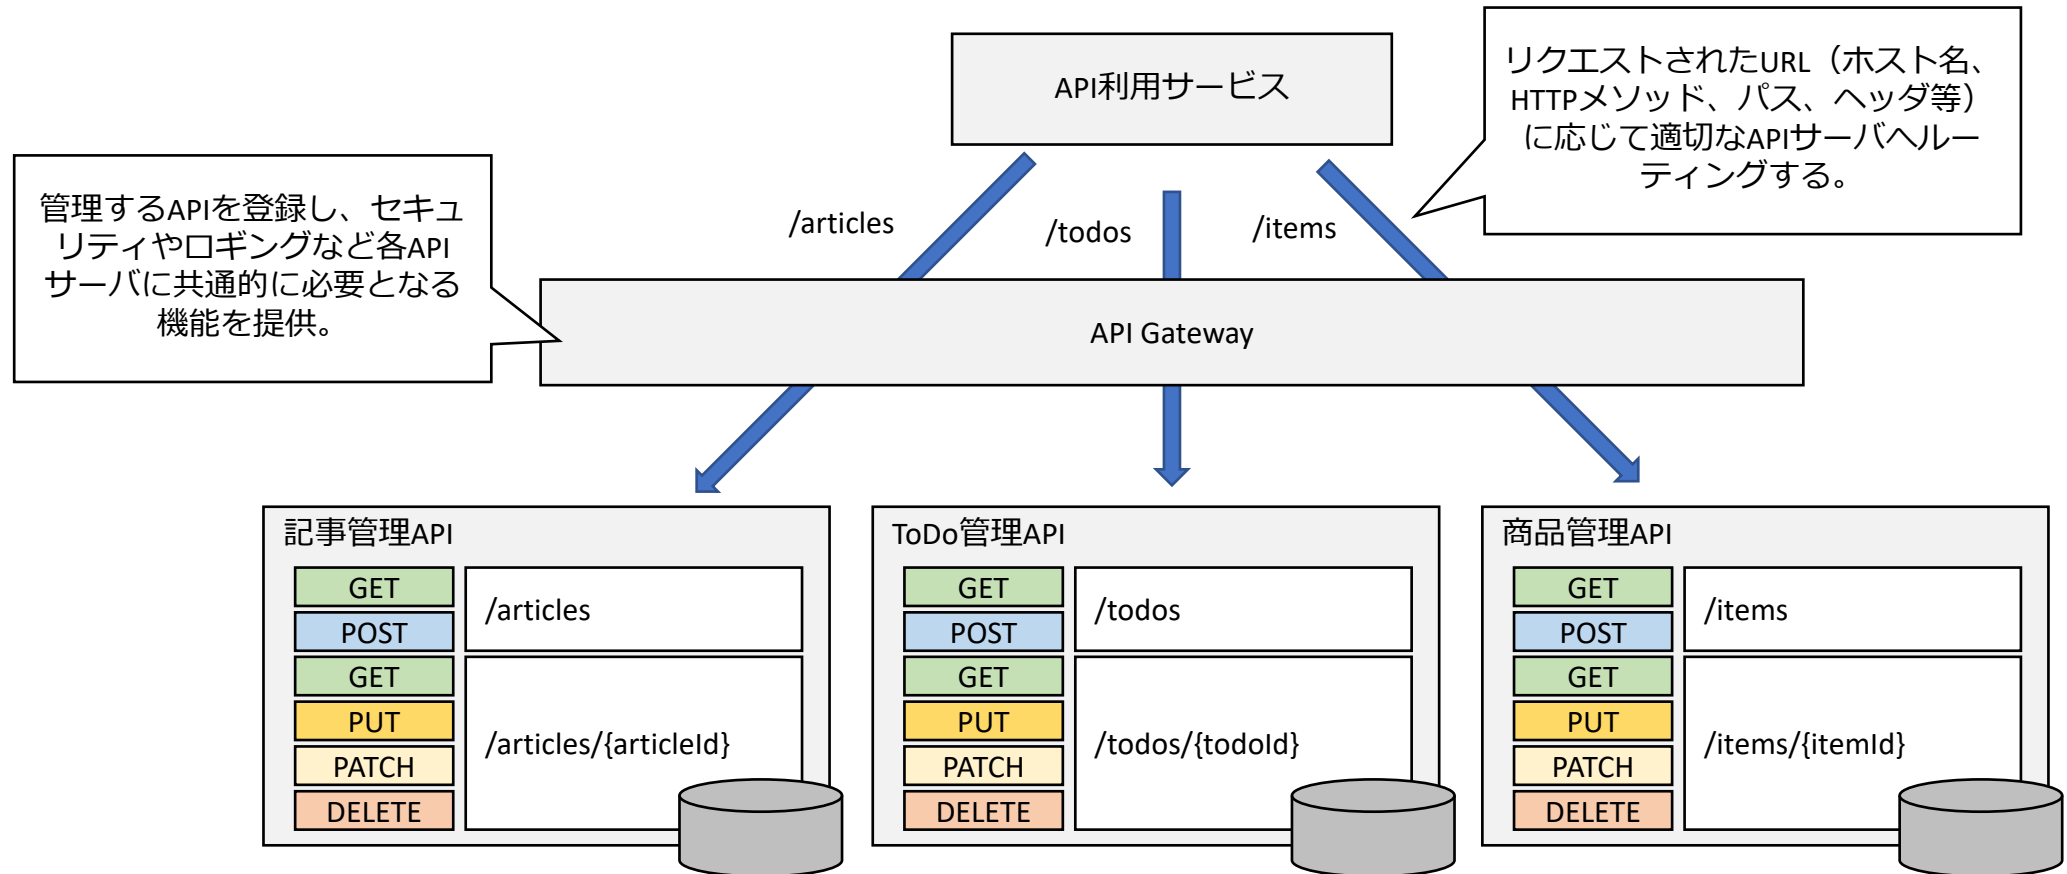 API利用サービス
リクエストされたURL（ホスト名、
HTTPメソッド、パス、ヘッダ等）
に応じて適切なAPIサーバへルー
ティングする。
管理するAPIを登録し、セキュ
リティやロギングなど各API
サーバに共通的に必要となる
機能を提供。
/articles
/todos
/items
API Gateway
記事管理API
GET
POST
/articles
GET
PUT
PATCH
DELETE
/articles/{articleId}
ToDo管理API
GET
POST
/todos
GET
PUT
PATCH
DELETE
/todos/{todoId}
商品管理API
GET
POST
/items
GET
PUT
PATCH
DELETE
/items/{itemId}